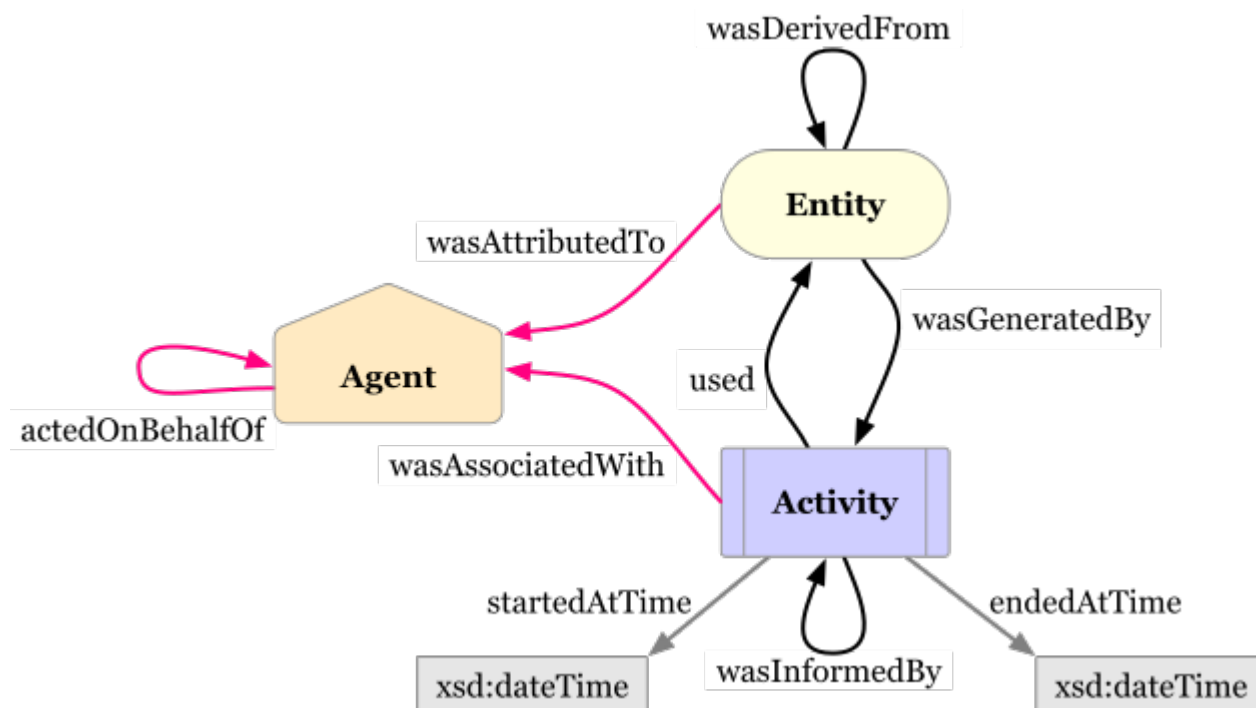 wasDerivedFrom
Entity
wasAttributedTo
wasGeneratedBy
used
Agent
actedOnBehalfOf
wasAssociatedWith
Activity
startedAtTime
endedAtTime
wasInformedBy
xsd:dateTime
xsd:dateTime